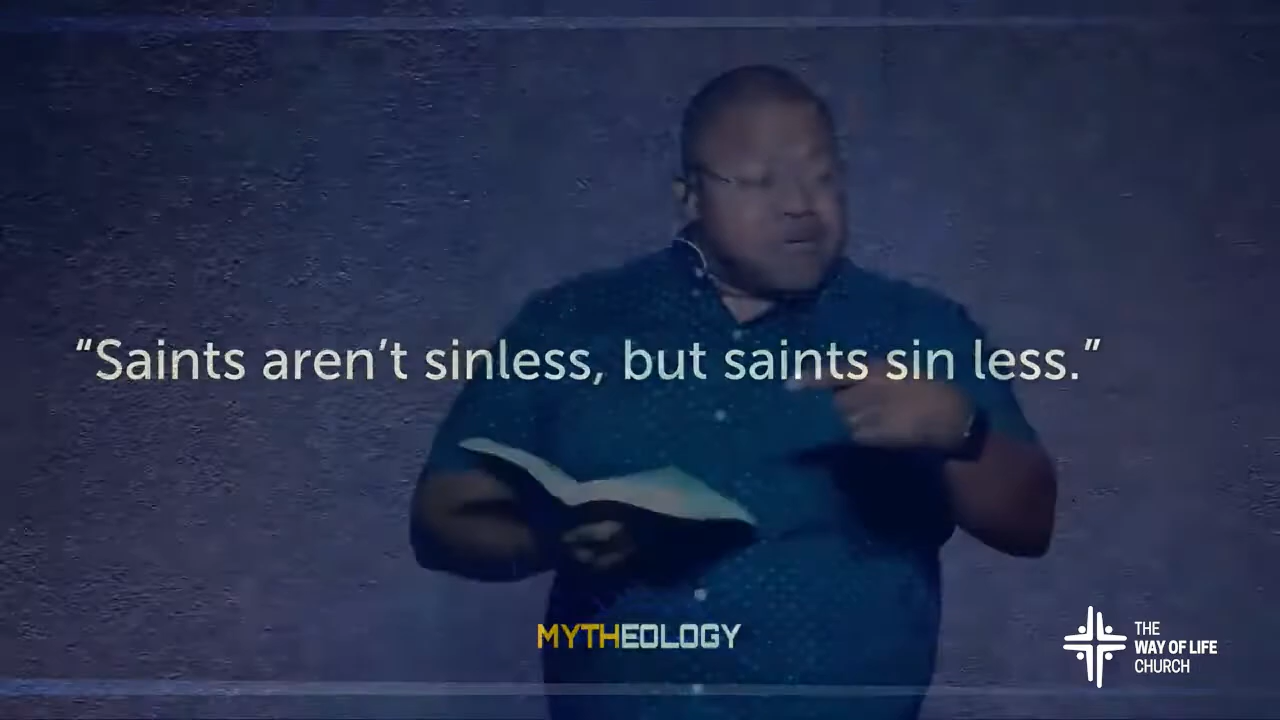 “Saints aren’t sinless, but saints sin less.”
MYTHEOLOGY
THE
WAY OF LIFE
CHURCH